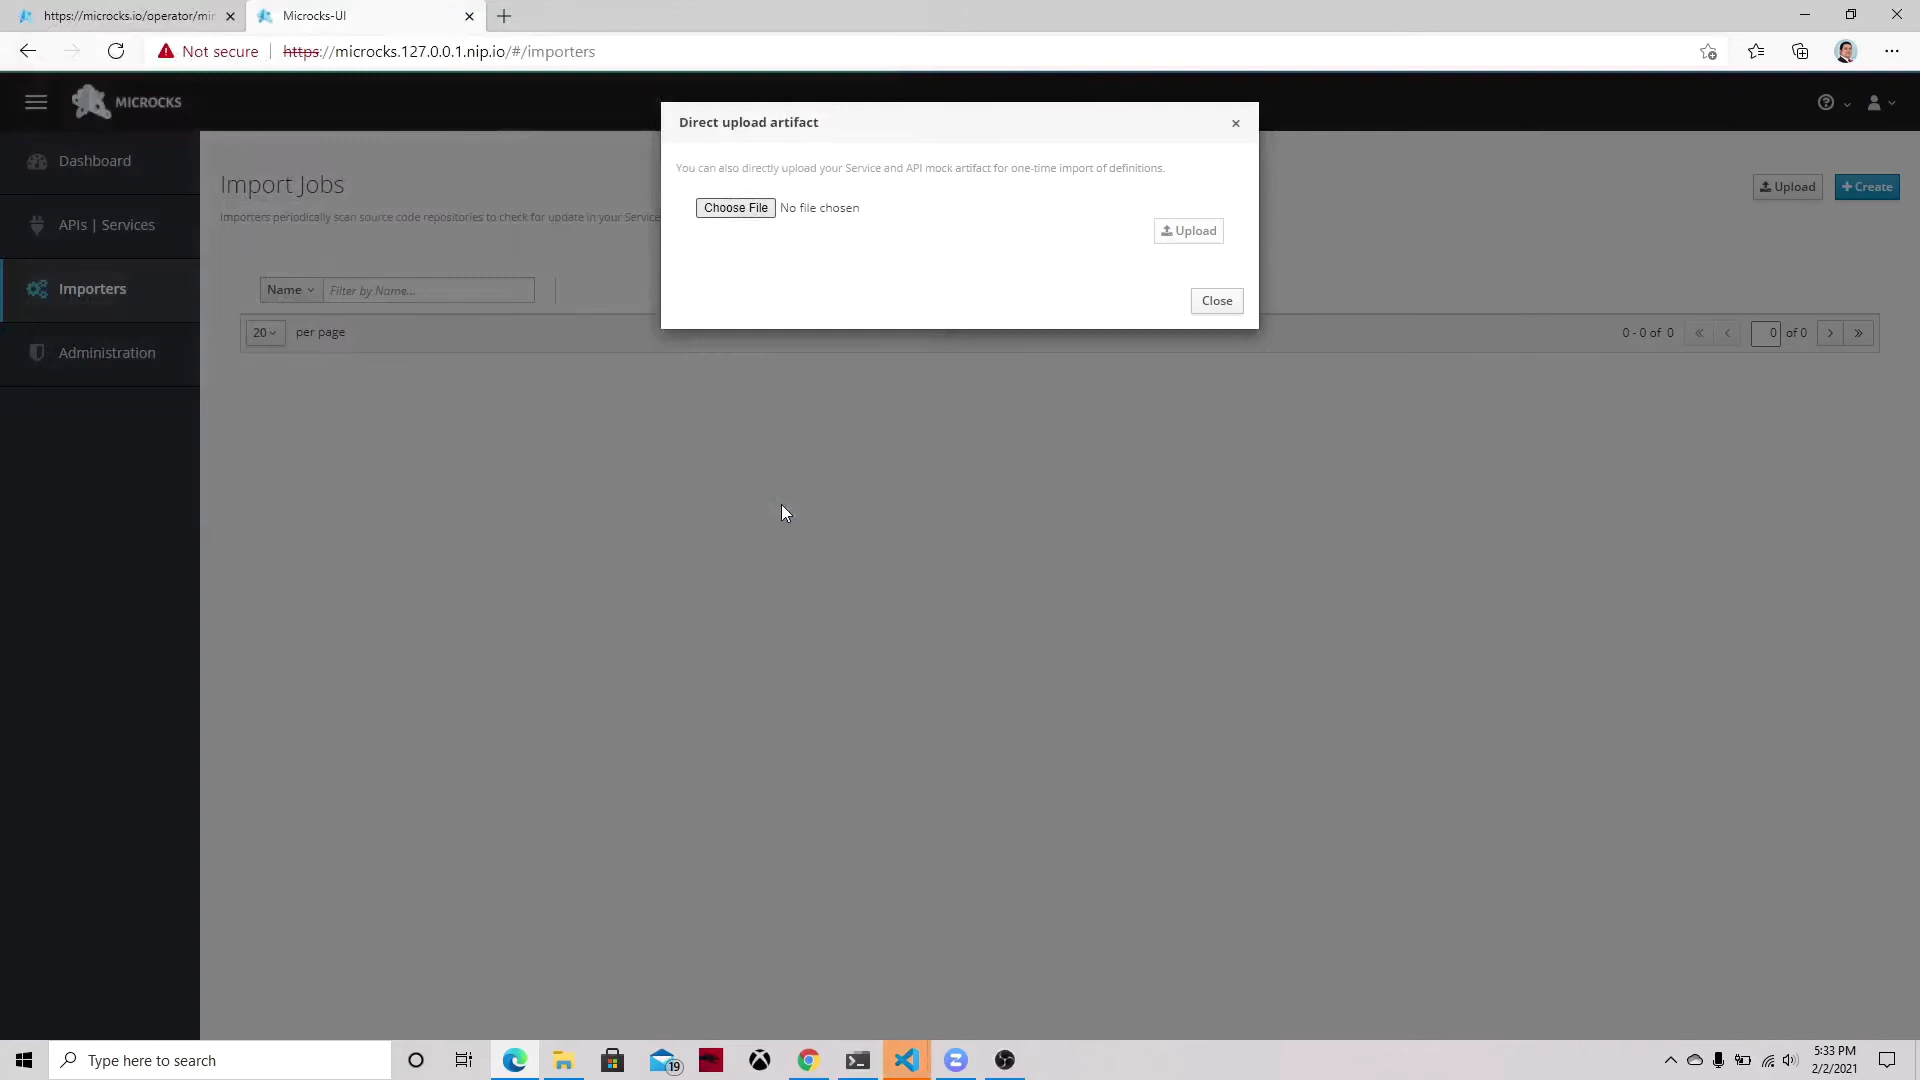 https://microcks.io/operator/mir
Microcks-UI
Not secure
https://microcks.127.0.0.1.nip.io/#/importers
MICROCKS
Direct upload artifact
You can also directly upload your Service and API mock artifact for one-time import of definitions.
Choose File No file chosen
Upload
Close
Dashboard
APIs | Services
Importers
Administration
Import Jobs
Upload
Create
Importers periodically scan source code repositories to check for update in your Service
Name
Filter by Name...
20 per page
0 - 0 of 0
0 of 0
Type here to search
19
5:33 PM
2/2/2021